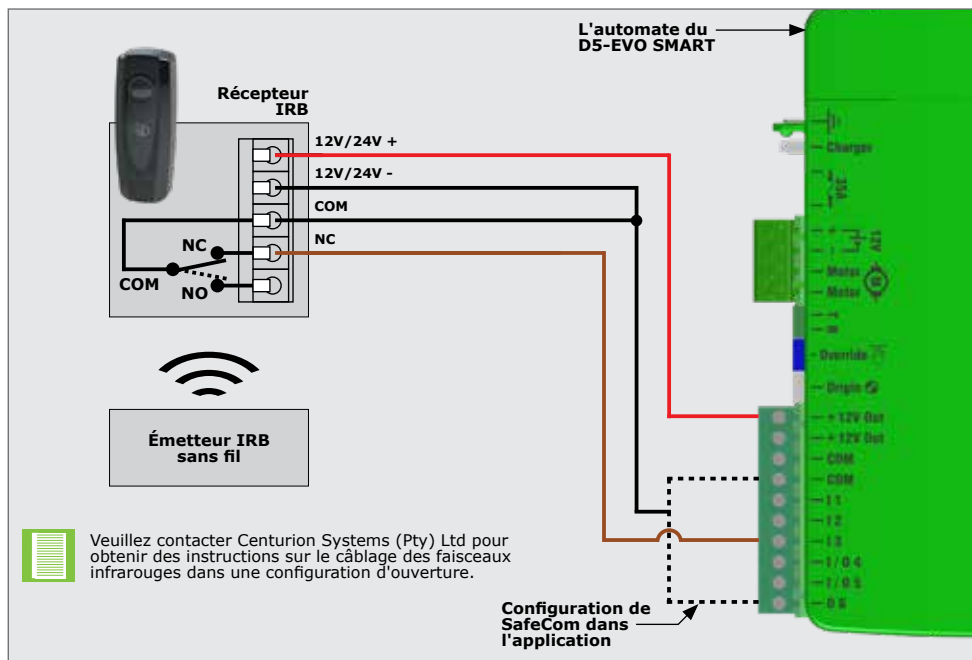 L'automate du
D5-EVO SMART
Récepteur
IRB
12V/24V +
12V/24V -
COM
NC
NC
COM
NO
Émetteur IRB
sans fil
Charger
35A
+
12V
-
Motor
M
Motor
Override
Origin
+ 12V Out
+ 12V Out
COM
COM
I 1
I 2
I 3
I / O 4
I / O 5
O 6
Veuillez contacter Centurion Systems (Pty) Ltd pour
obtenir des instructions sur le câblage des faisceaux
infrarouges dans une configuration d'ouverture.
Configuration de
SafeCom dans
l'application